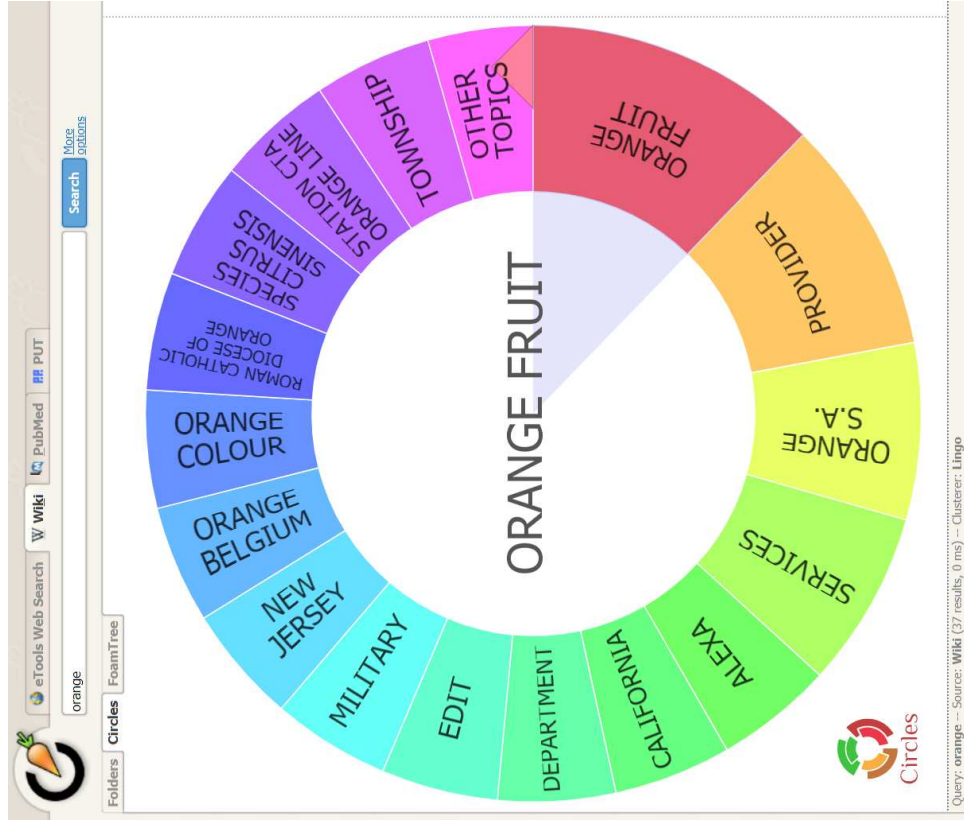 eTools Web Search
Wiki
PubMed
PUT
orange
Search
More
options
Folders
Circles
FoamTree
ORANGE FRUIT
ORANGE
FRUIT
PROVIDER
ORANGE
S.A.
SERVICES
ALEXA
CALIFORNIA
DEPARTMENT
EDIT
MILITARY
NEW
JERSEY
ORANGE
BELGIUM
ORANGE
COLOUR
ROMAN CATHOLIC
DIOCESE OF
ORANGE
SPECIES
CITRUS
SINENSIS
STATION CTA
ORANGE LINE
TOWNSHIP
OTHER
TOPICS
Circles
Query: orange -- Source: Wiki (37 results, 0 ms) -- Clusterer: Lingo